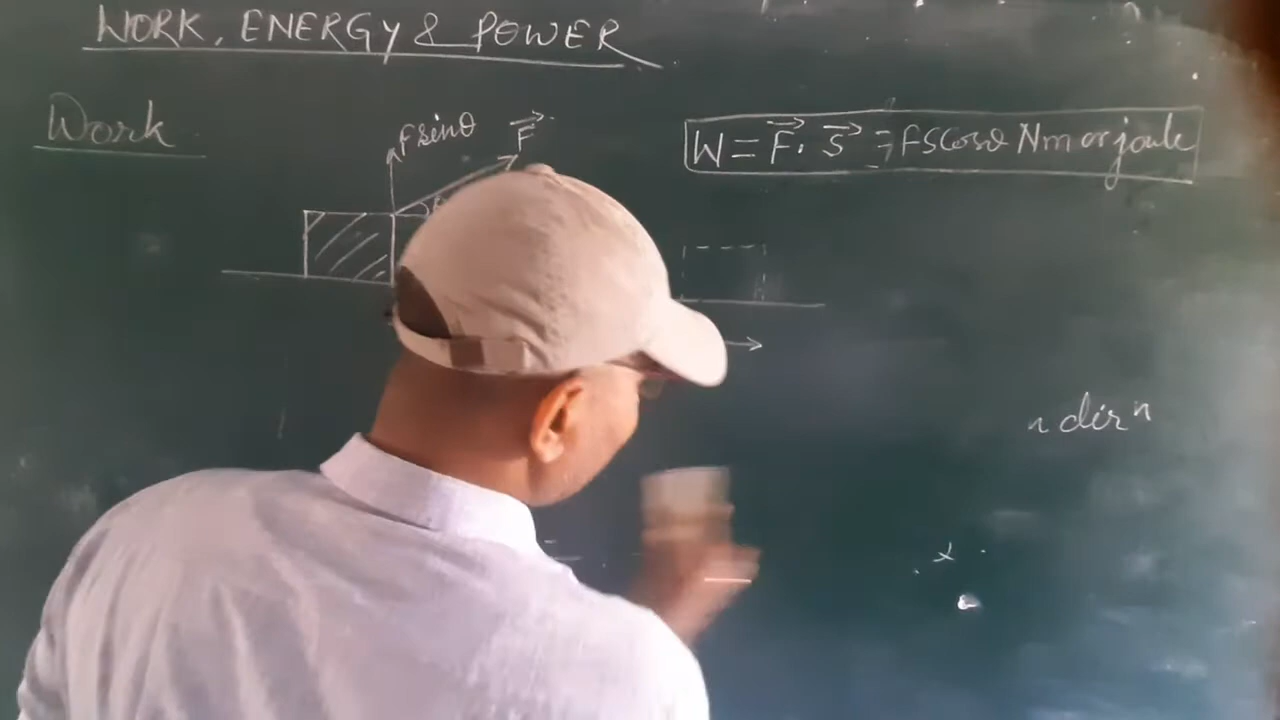 WORK, ENERGY & POWER
Work
Fsinθ
F⃗
W = F⃗ . S⃗ = FScosθ Nm or joule
n dirⁿ